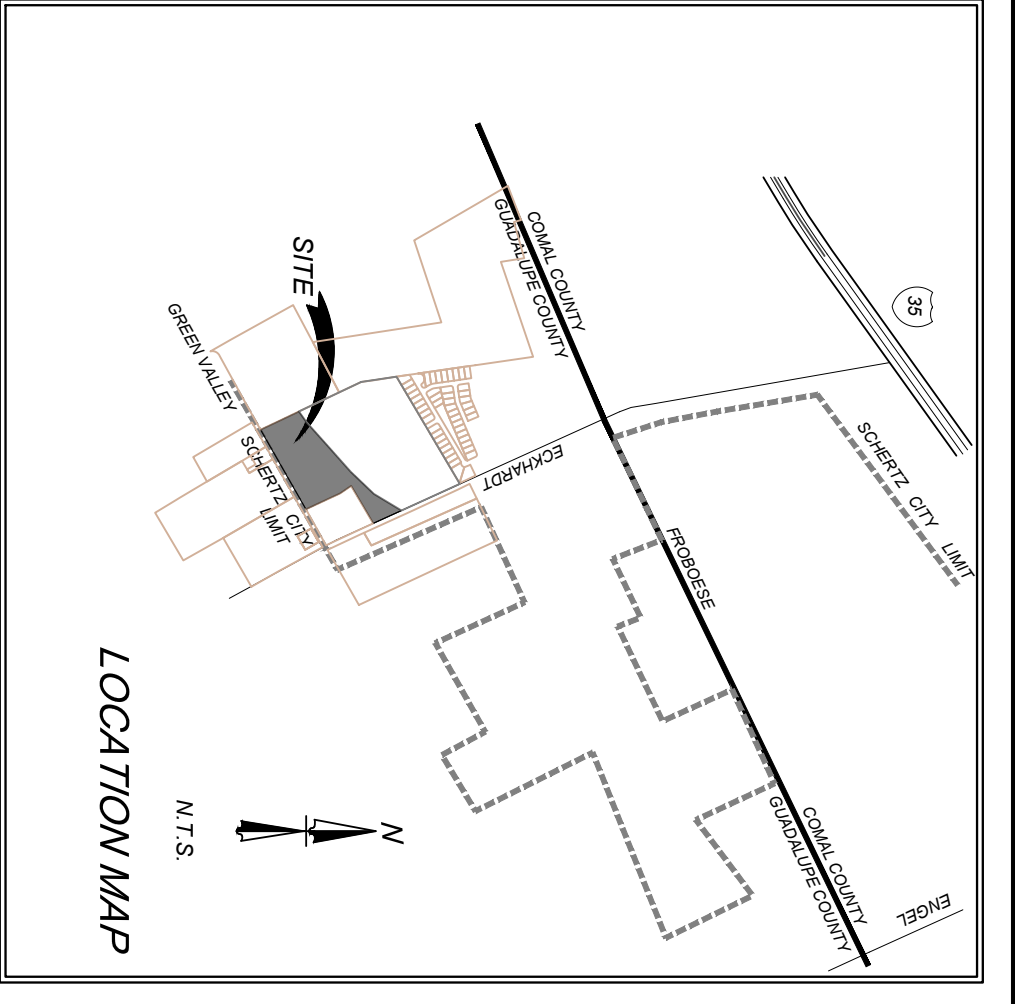 35
SCHERTZ CITY LIMIT
ENGEL
COMAL COUNTY
GUADALUPE COUNTY
FROBOESE
COMAL COUNTY
GUADALUPE COUNTY
ECKHARDT
N
SITE
SCHERTZ CITY
LIMIT
GREEN VALLEY
N.T.S.
LOCATION MAP